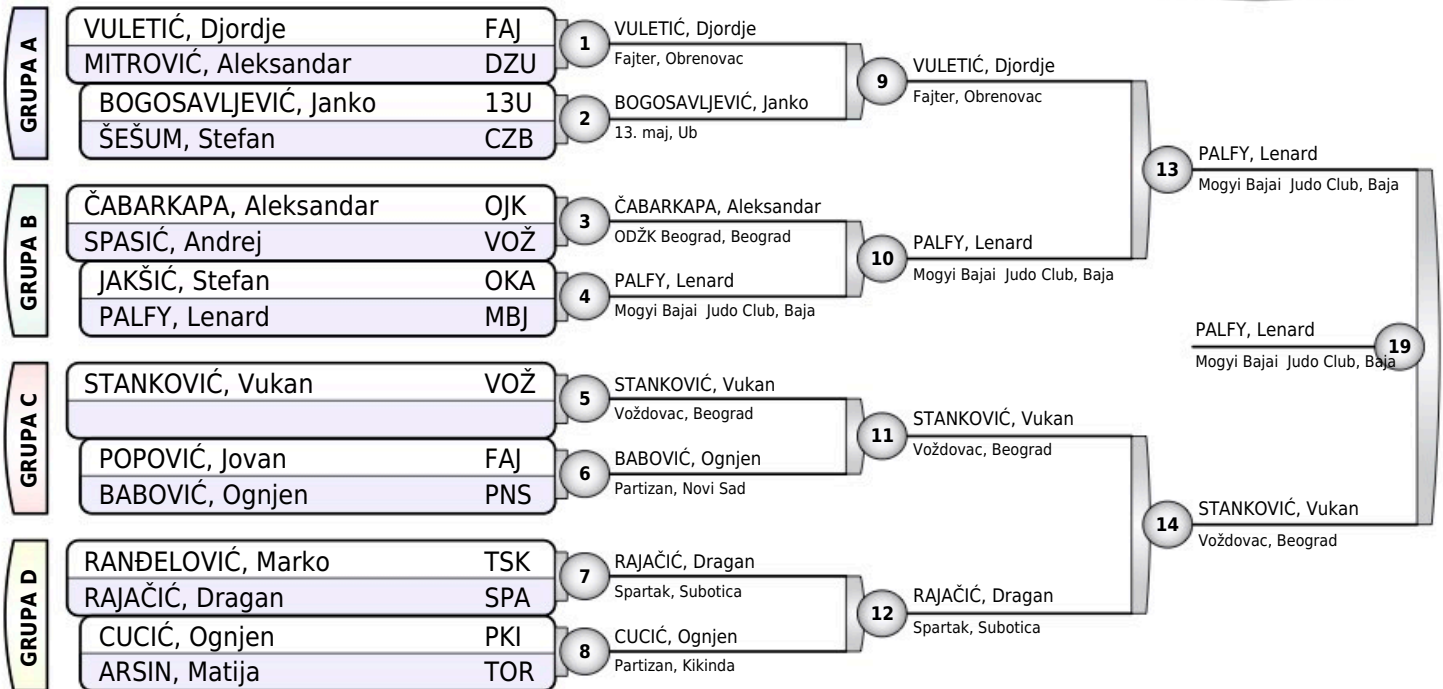 GRUPA A
VULETIĆ, Djordje FAJ
MITROVIĆ, Aleksandar DZU
BOGOSAVLJEVIĆ, Janko 13U
ŠEŠUM, Stefan CZB
GRUPA B
ČABARKAPA, Aleksandar OJK
SPASIĆ, Andrej VOŽ
JAKŠIĆ, Stefan OKA
PALFY, Lenard MBJ
GRUPA C
STANKOVIĆ, Vukan VOŽ
POPOVIĆ, Jovan FAJ
BABOVIĆ, Ognjen PNS
GRUPA D
RANĐELOVIĆ, Marko TSK
RAJAČIĆ, Dragan SPA
CUCIĆ, Ognjen PKI
ARSIN, Matija TOR
1
VULETIĆ, Djordje
Fajter, Obrenovac
2
BOGOSAVLJEVIĆ, Janko
13. maj, Ub
3
ČABARKAPA, Aleksandar
ODŽK Beograd, Beograd
4
PALFY, Lenard
Mogyi Bajai Judo Club, Baja
5
STANKOVIĆ, Vukan
Voždovac, Beograd
6
BABOVIĆ, Ognjen
Partizan, Novi Sad
7
RAJAČIĆ, Dragan
Spartak, Subotica
8
CUCIĆ, Ognjen
Partizan, Kikinda
9
VULETIĆ, Djordje
Fajter, Obrenovac
10
PALFY, Lenard
Mogyi Bajai Judo Club, Baja
11
STANKOVIĆ, Vukan
Voždovac, Beograd
12
RAJAČIĆ, Dragan
Spartak, Subotica
13
PALFY, Lenard
Mogyi Bajai Judo Club, Baja
14
STANKOVIĆ, Vukan
Voždovac, Beograd
PALFY, Lenard
Mogyi Bajai Judo Club, Baja
19